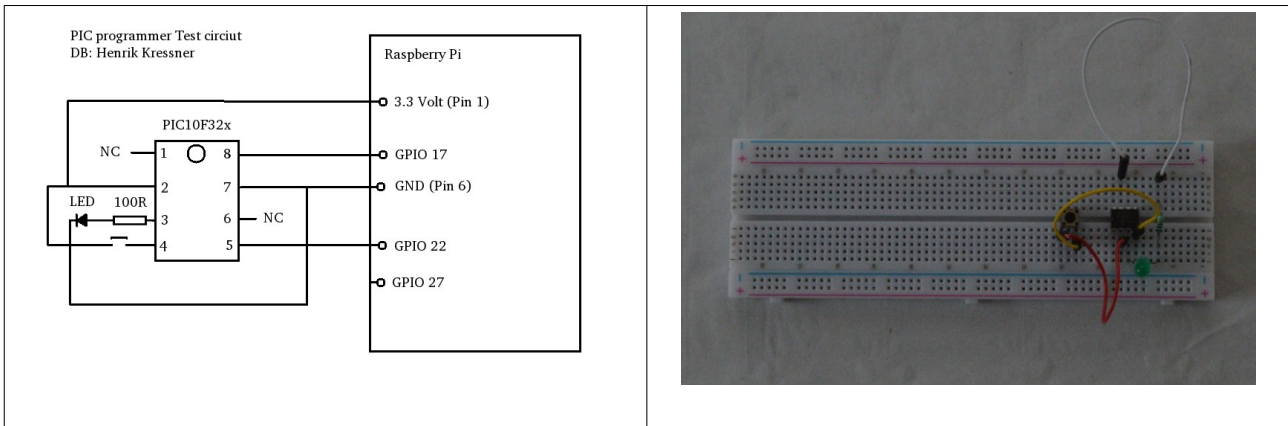 PIC programmer Test circiut
DB: Henrik Kressner
Raspberry Pi
3.3 Volt (Pin 1)
PIC10F32x
NC
1
8
GPIO 17
2
7
GND (Pin 6)
LED
100R
3
6
NC
4
5
GPIO 22
GPIO 27